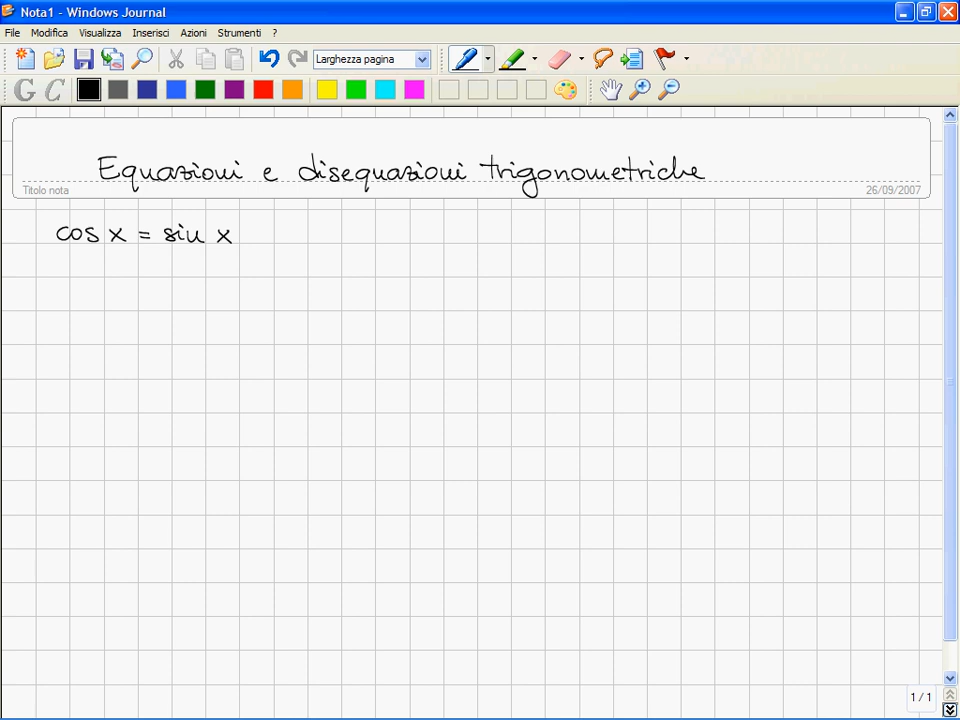 Nota1 - Windows Journal
File Modifica Visualizza Inserisci Azioni Strumenti ?
Larghezza pagina
G C
Equazioni e disequazioni trigonometriche
Titolo nota 26/09/2007
cos x = sin x
1 / 1